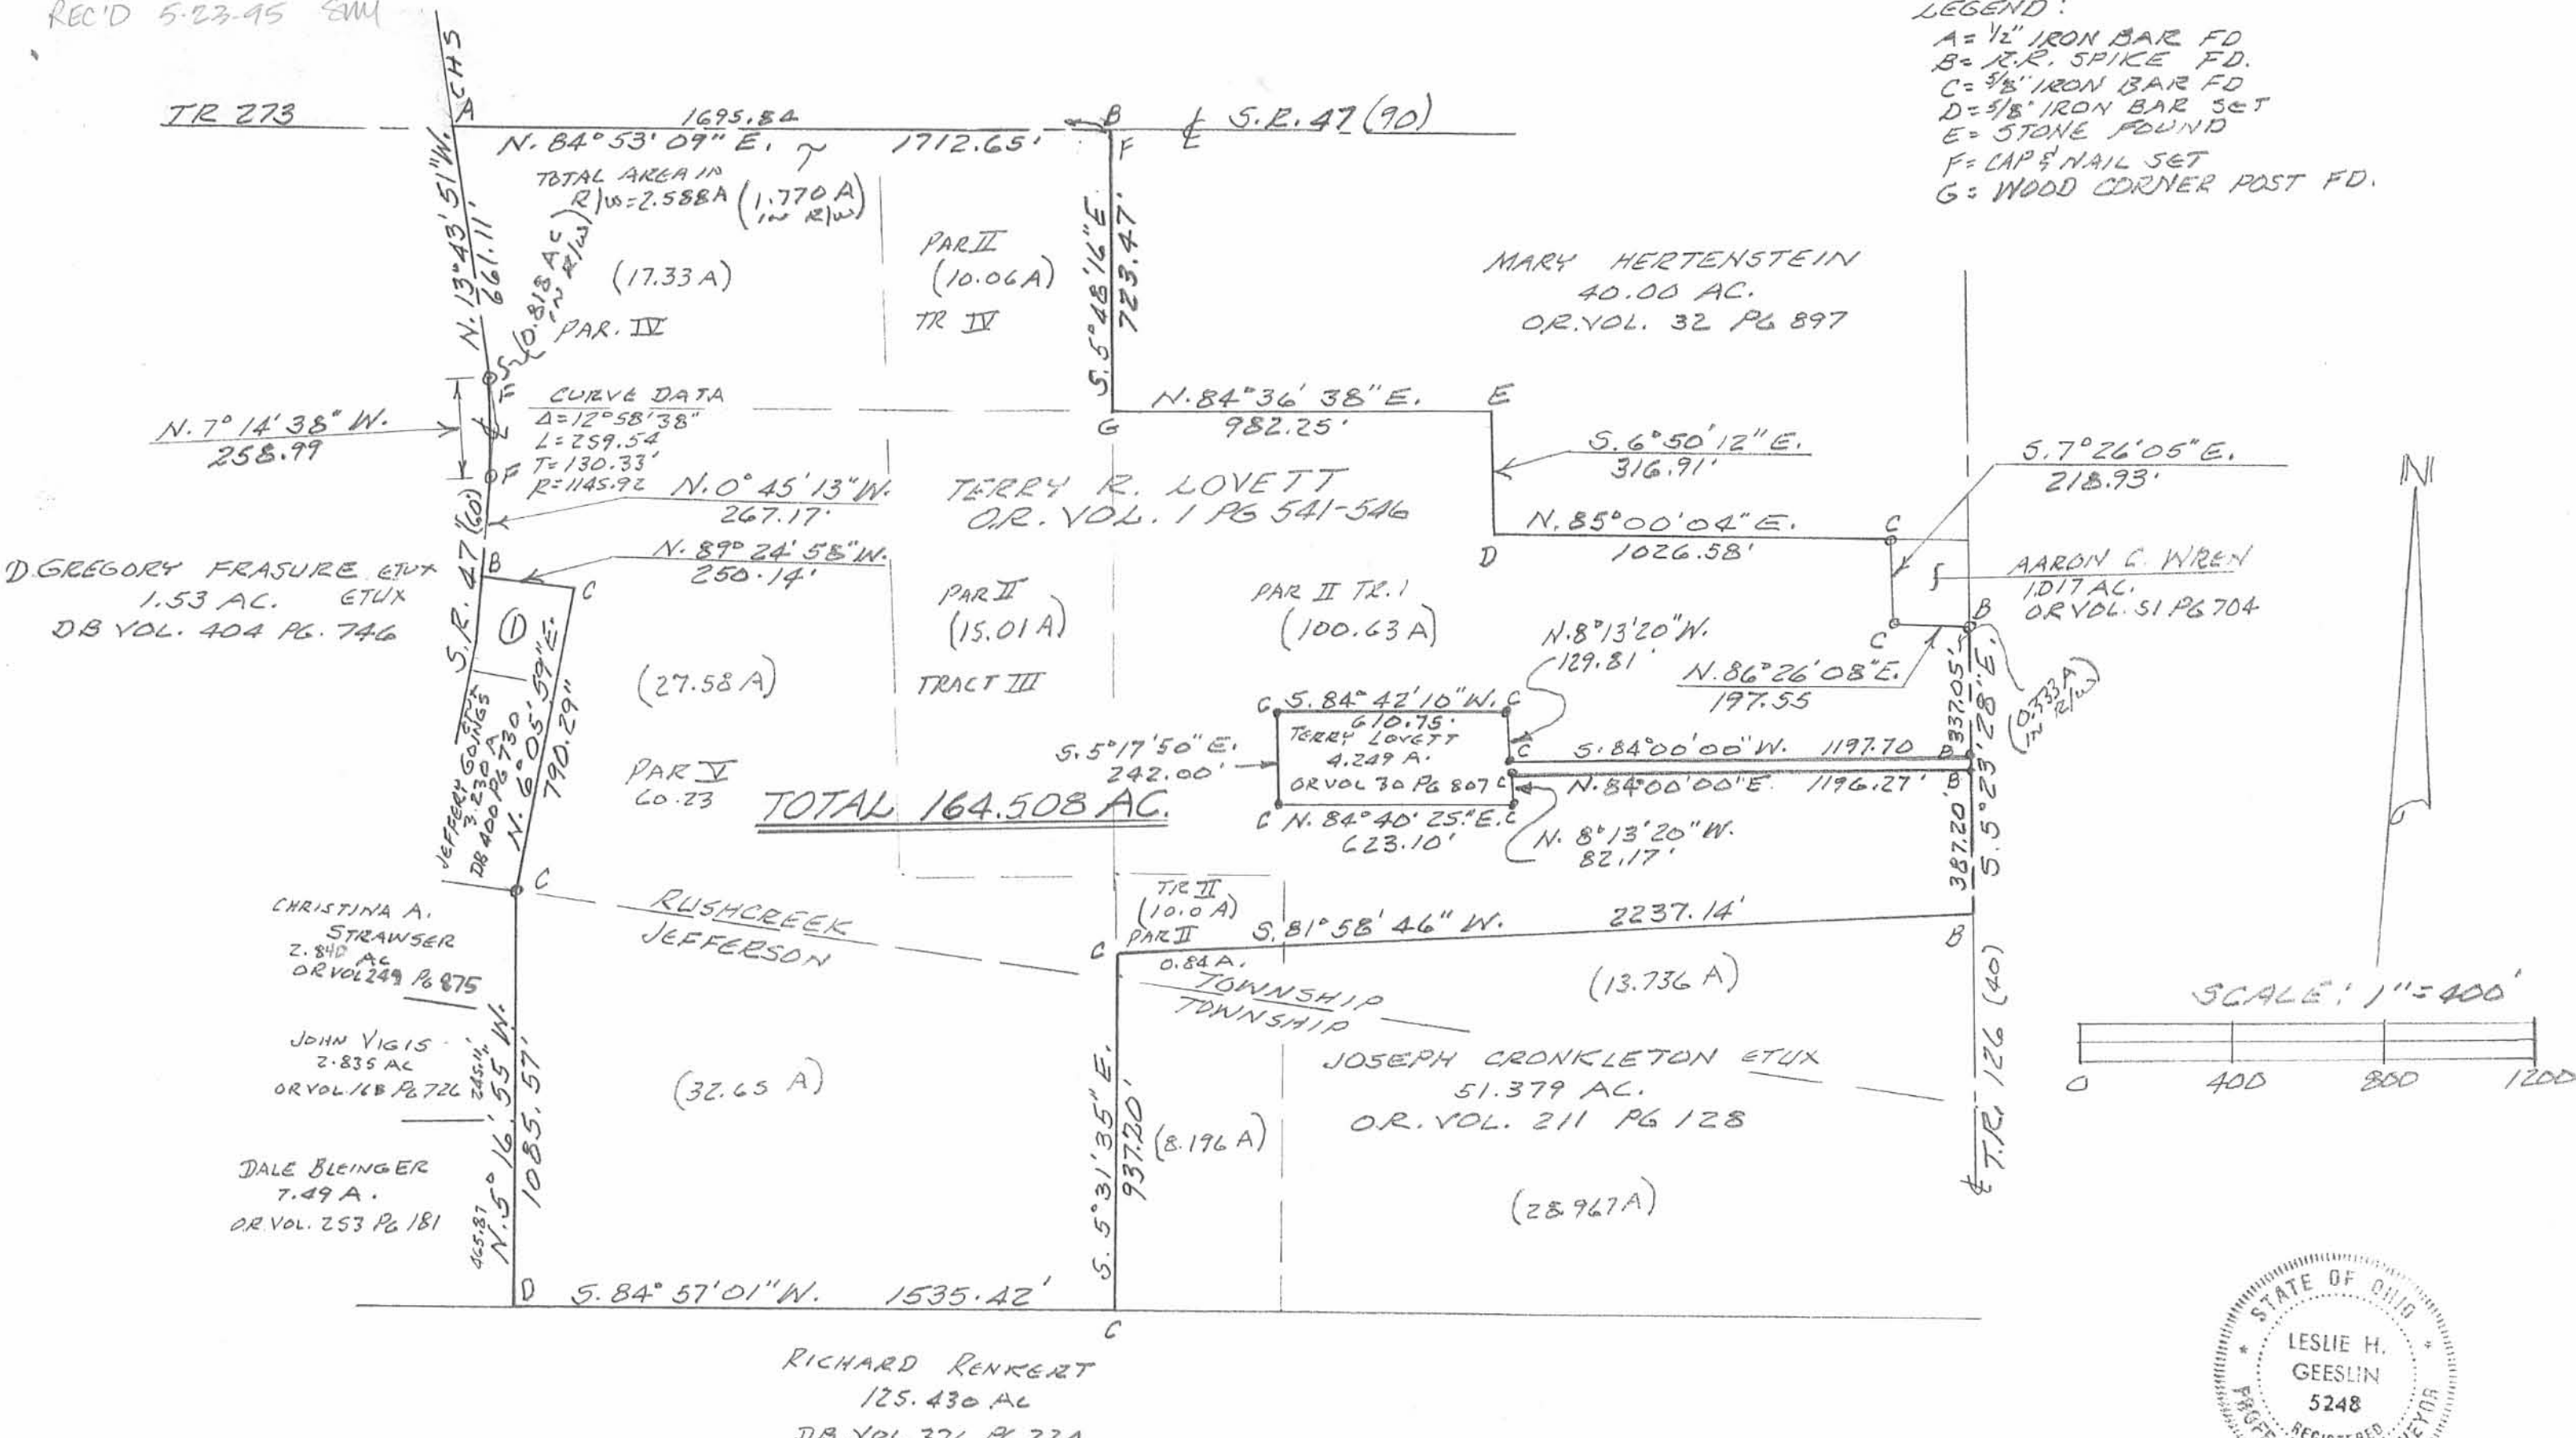 REC'D 5-23-95
LEGEND:
A = 1/2" IRON BAR FD
B = R.R. SPIKE FD.
C = 5/8" IRON BAR FD
D = 5/8" IRON BAR SET
E = STONE FOUND
F = CAP & NAIL SET
G = WOOD CORNER POST FD.
TR 273
CHS
A
1695.84
N. 84° 53' 09" E. 1712.65'
B
F
S.R. 47 (90)
TOTAL AREA IN
R/W = 2.588A (1.770 A
IN R/W)
N. 13° 43' 51" W.
661.11'
(0.818 AC
IN R/W)
(17.33 A)
PAR. IV
PAR II
(10.06 A)
TR IV
S. 5° 48' 16" E
723.47'
MARY HERTENSTEIN
40.00 AC.
O.R. VOL. 32 PG 897
F
CURVE DATA
Δ = 12° 58' 38"
L = 259.54
T = 130.33'
R = 1145.92
N. 7° 14' 38" W.
258.99
F
G
N. 84° 36' 38" E.
982.25'
E
S. 6° 50' 12" E.
316.91'
S. 7° 26' 05" E.
218.93'
N
N. 0° 45' 13" W.
267.17'
TERRY R. LOVETT
O.R. VOL. 1 PG 541-546
D
N. 85° 00' 04" E.
1026.58'
C
S.R. 47 (60)
N. 89° 24' 58" W.
250.14'
B
C
D. GREGORY FRASURE ETUX
1.53 AC. ETUX
DB VOL. 404 PG. 746
1
AARON C. WREN
1.017 AC.
OR VOL. 51 PG 704
PAR II
(15.01 A)
TRACT III
PAR II TR. 1
(100.63 A)
N. 8° 13' 20" W.
129.81'
C
B
N. 86° 26' 08" E.
197.55
(0.333 A
IN R/W)
(27.58 A)
N. 6° 05' 59" E.
790.29"
JEFFERY GOINGS ETUX
3.230 A
DB 400 PG 730
C S. 84° 42' 10" W. C
610.75'
TERRY LOVETT
4.249 A.
OR VOL 30 PG 807 C
S. 5° 17' 50" E.
242.00'
C
S. 84° 00' 00" W. 1197.70 B
N. 84° 00' 00" E. 1196.27' B
337.05'
S. 5° 23' 28" E.
387.20'
PAR V
60.23
TOTAL 164.508 AC.
C N. 84° 40' 25" E. C
623.10'
N. 8° 13' 20" W.
82.17'
C
RUSHCREEK
JEFFERSON
TR II
(10.0 A)
PAR II
C
S. 81° 58' 46" W. 2237.14'
B
0.84 A.
TOWNSHIP
TOWNSHIP
(13.736 A)
CHRISTINA A.
STRAWSER
2.840 AC
OR VOL 249 PG 875
JOHN VIGIS
2.835 AC
OR VOL. 168 PG 726
245.11'
N. 5° 16' 55 W.
1085.57'
(32.65 A)
S. 5° 31' 35" E.
937.20'
(8.196 A)
JOSEPH CRONKLETON ETUX
51.379 AC.
O.R. VOL. 211 PG 128
(28.967 A)
T.R. 126 (40)
SCALE: 1" = 400'
0 400 800 1200
DALE BLEINGER
7.49 A.
O.R. VOL. 253 PG 181
465.87
D
S. 84° 57' 01" W. 1535.42'
C
RICHARD RENKERT
125.430 AC
STATE OF OHIO
LESLIE H.
GEESLIN
5248
REGISTERED